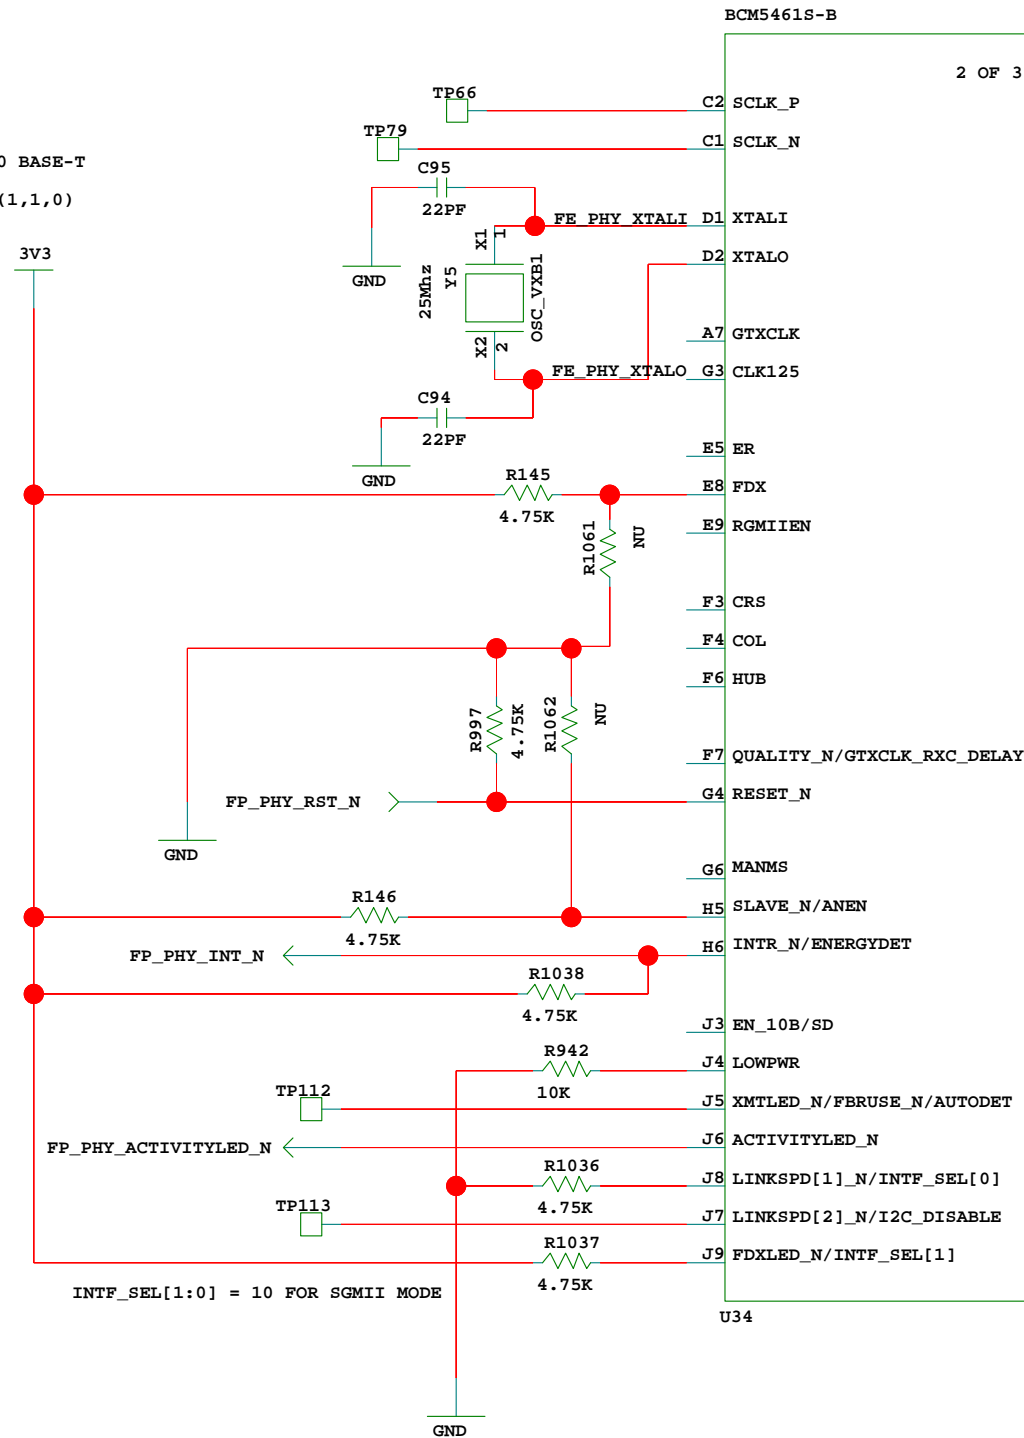 BCM5461S-B
2 OF 3
TP66
C2 SCLK_P
TP79
C1 SCLK_N
0 BASE-T
C95
(1,1,0)
22PF
FE_PHY_XTALI D1 XTALI
3V3
X1 1
D2 XTALO
GND
25Mhz
Y5
OSC_VXB1
A7 GTXCLK
X2 2
FE_PHY_XTALO G3 CLK125
C94
22PF
E5 ER
GND
R145
E8 FDX
4.75K
E9 RGMIIEN
R1061
NU
F3 CRS
F4 COL
F6 HUB
R997
4.75K
R1062
NU
F7 QUALITY_N/GTXCLK_RXC_DELAY
FP_PHY_RST_N
G4 RESET_N
GND
G6 MANMS
R146
H5 SLAVE_N/ANEN
4.75K
FP_PHY_INT_N
H6 INTR_N/ENERGYDET
R1038
4.75K
J3 EN_10B/SD
R942
J4 LOWPWR
10K
TP112
J5 XMTLED_N/FBRUSE_N/AUTODET
FP_PHY_ACTIVITYLED_N
J6 ACTIVITYLED_N
R1036
J8 LINKSPD[1]_N/INTF_SEL[0]
4.75K
TP113
J7 LINKSPD[2]_N/I2C_DISABLE
R1037
J9 FDXLED_N/INTF_SEL[1]
4.75K
INTF_SEL[1:0] = 10 FOR SGMII MODE
U34
GND